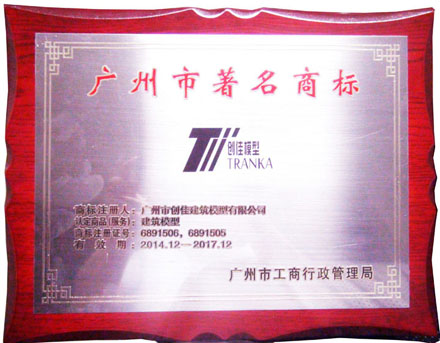 广州市著名商标
创佳模型
TRANKA
商标注册人：广州市创佳建筑模型有限公司
认定商品(服务)：建筑模型
商标注册证号：6891506，6891505
有 效 期：2014.12—2017.12
广州市工商行政管理局